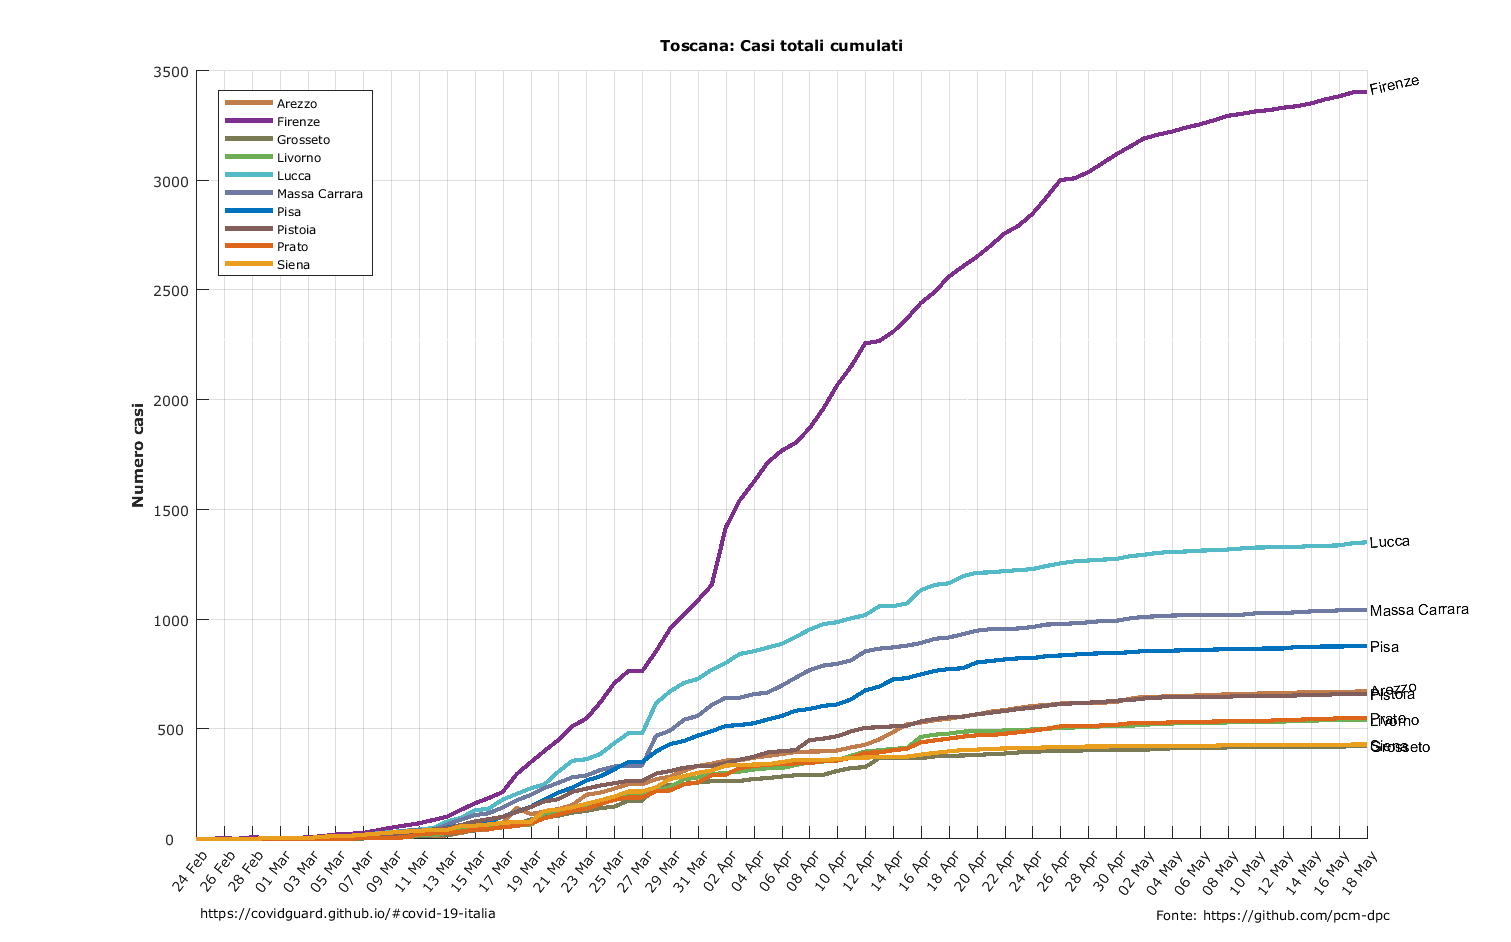 Toscana: Casi totali cumulati
3500
3000
2500
2000
1500
1000
500
0
Numero casi
Arezzo
Firenze
Grosseto
Livorno
Lucca
Massa Carrara
Pisa
Pistoia
Prato
Siena
Firenze
Lucca
Massa Carrara
Pisa
Arezzo
Pistoia
Prato
Livorno
Siena
Grosseto
24 Feb
26 Feb
28 Feb
01 Mar
03 Mar
05 Mar
07 Mar
09 Mar
11 Mar
13 Mar
15 Mar
17 Mar
19 Mar
21 Mar
23 Mar
25 Mar
27 Mar
29 Mar
31 Mar
02 Apr
04 Apr
06 Apr
08 Apr
10 Apr
12 Apr
14 Apr
16 Apr
18 Apr
20 Apr
22 Apr
24 Apr
26 Apr
28 Apr
30 Apr
02 May
04 May
06 May
08 May
10 May
12 May
14 May
16 May
18 May
https://covidguard.github.io/#covid-19-italia
Fonte: https://github.com/pcm-dpc